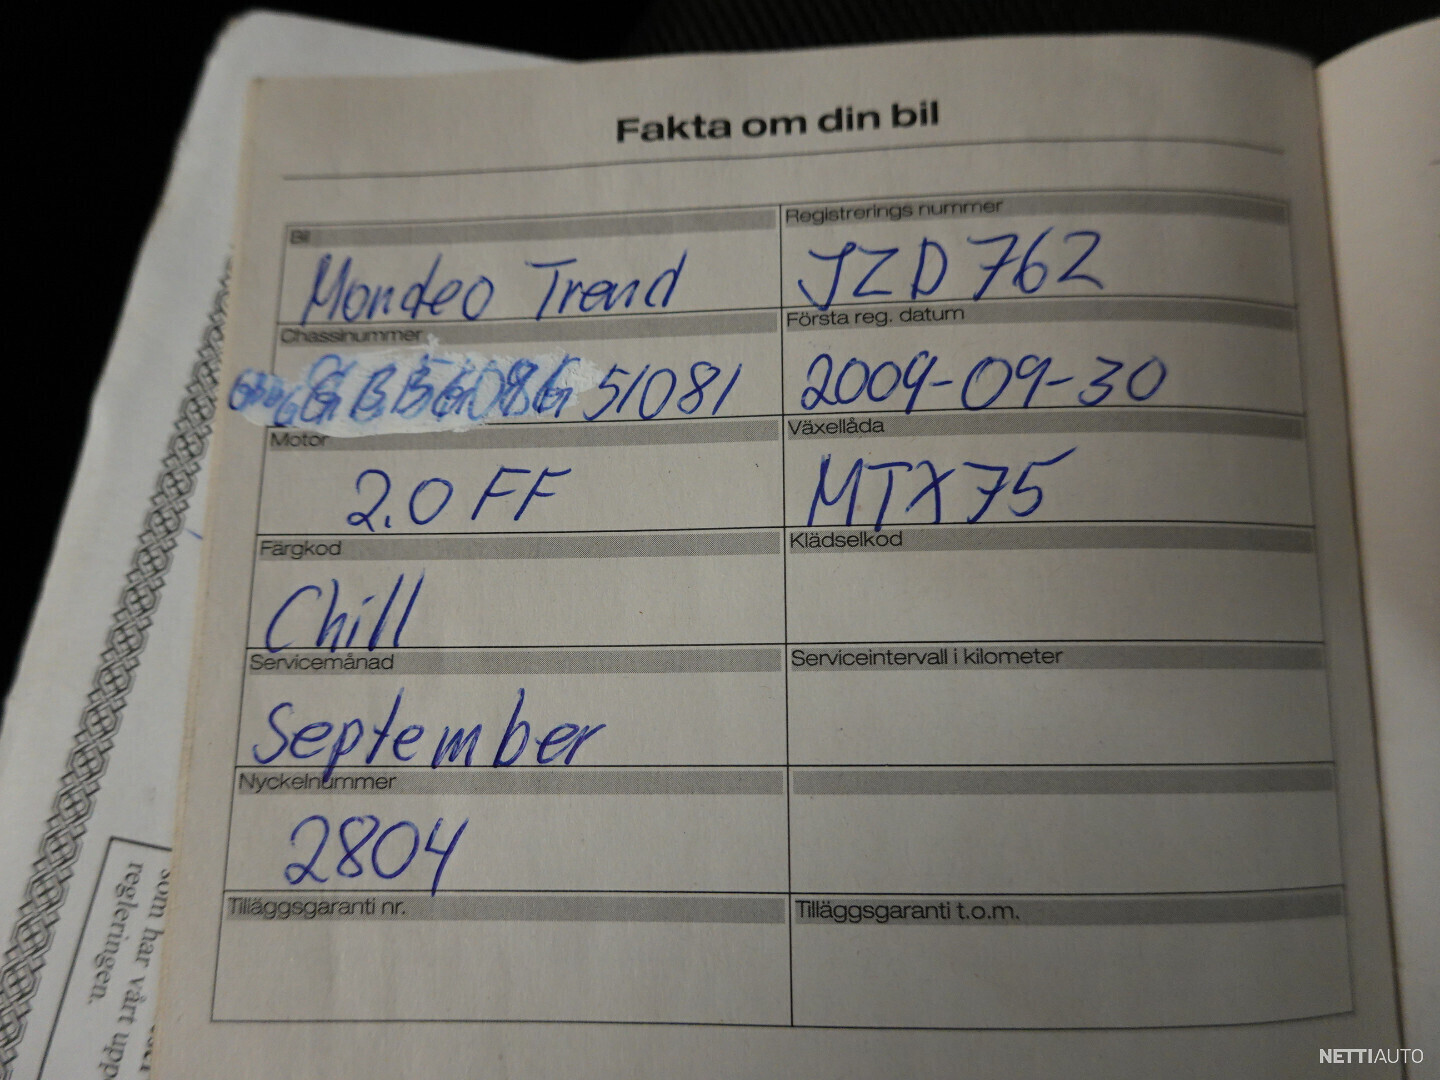 Fakta om din bil
Bil
Registrerings nummer
Mondeo Trend
JZD 762
Chassinummer
Första reg. datum
51081
2009-09-30
Motor
Växellåda
2.0 FF
MTX75
Färgkod
Klädselkod
Chill
Servicemånad
Serviceintervall i kilometer
September
Nyckelnummer
2804
Tilläggsgaranti nr.
Tilläggsgaranti t.o.m.
som har vårt upp
regleringen.
NETTIAUTO